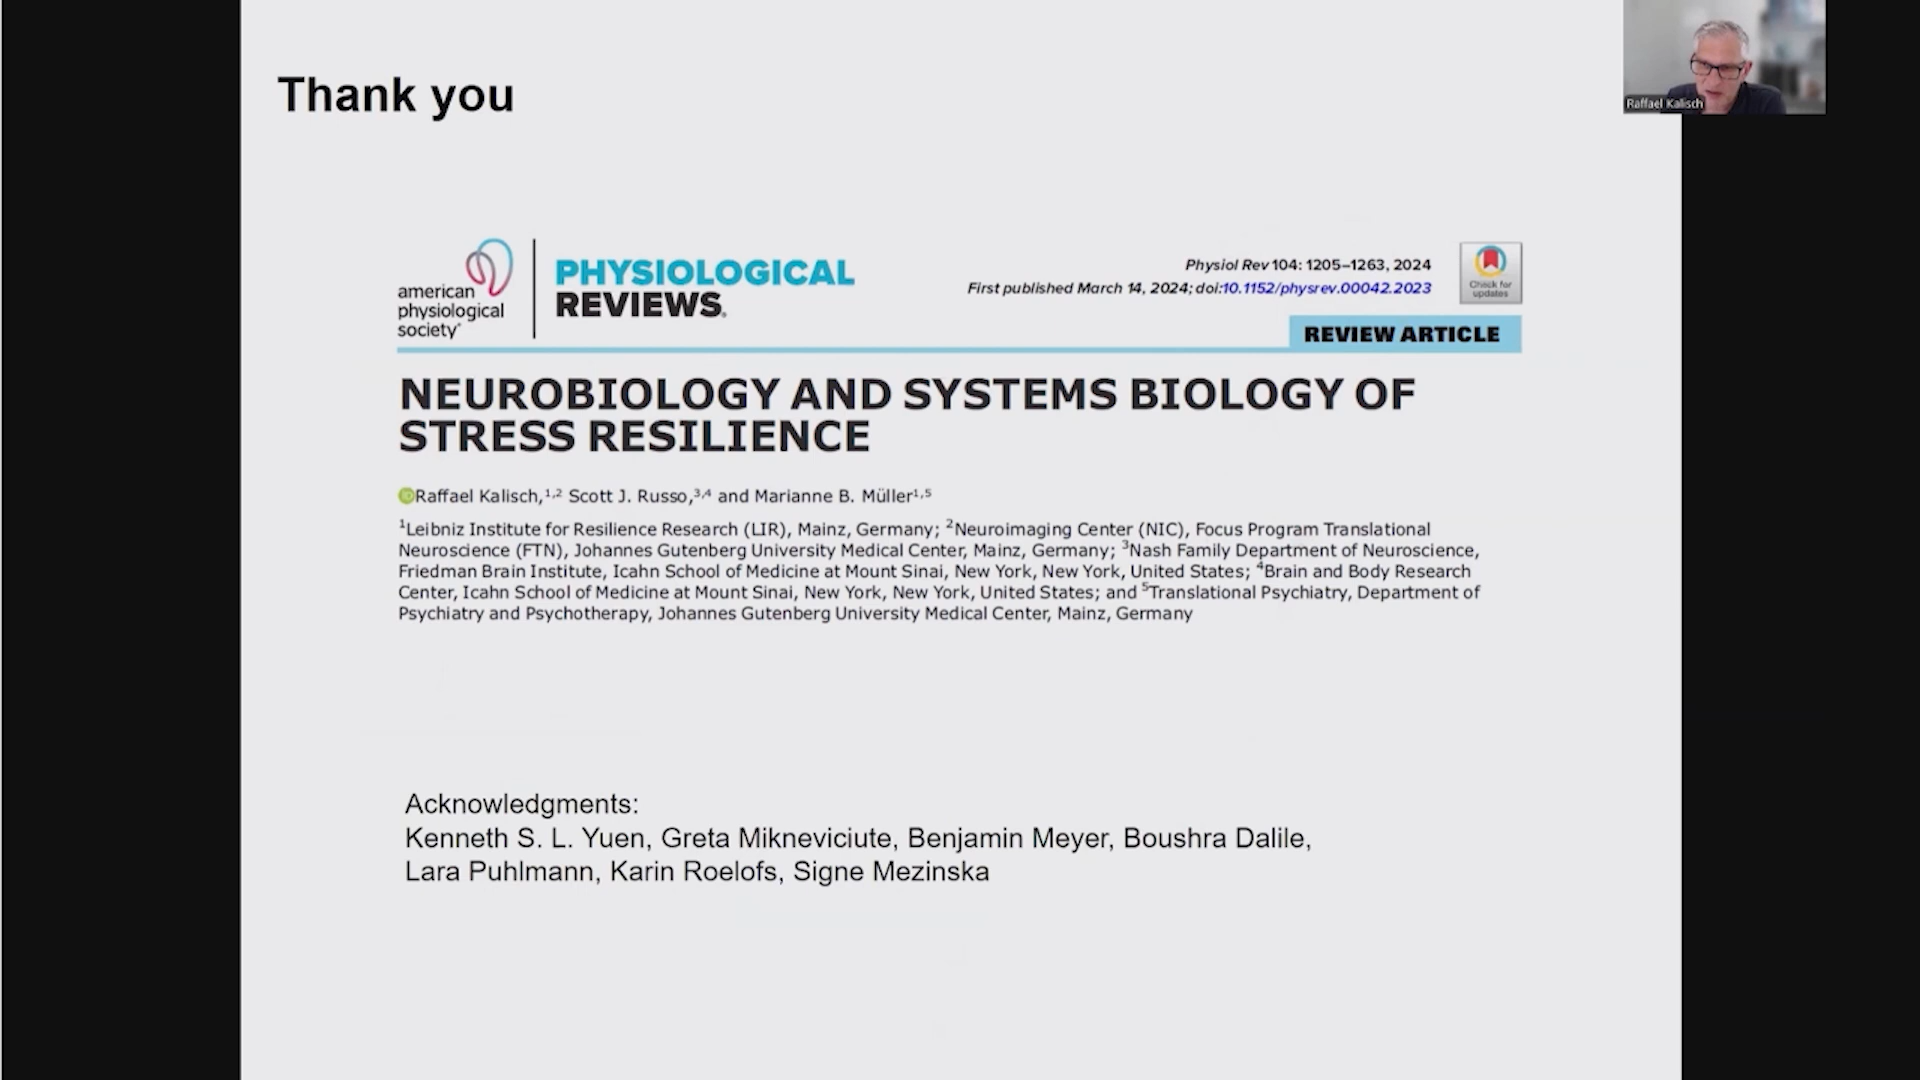 Thank you
Raffael Kalisch
american
physiological
society
PHYSIOLOGICAL
REVIEWS.
Physiol Rev 104: 1205–1263, 2024
First published March 14, 2024; doi:10.1152/physrev.00042.2023
Check for
updates
REVIEW ARTICLE
NEUROBIOLOGY AND SYSTEMS BIOLOGY OF
STRESS RESILIENCE
iD Raffael Kalisch,1,2 Scott J. Russo,3,4 and Marianne B. Müller1,5
1Leibniz Institute for Resilience Research (LIR), Mainz, Germany; 2Neuroimaging Center (NIC), Focus Program Translational
Neuroscience (FTN), Johannes Gutenberg University Medical Center, Mainz, Germany; 3Nash Family Department of Neuroscience,
Friedman Brain Institute, Icahn School of Medicine at Mount Sinai, New York, New York, United States; 4Brain and Body Research
Center, Icahn School of Medicine at Mount Sinai, New York, New York, United States; and 5Translational Psychiatry, Department of
Psychiatry and Psychotherapy, Johannes Gutenberg University Medical Center, Mainz, Germany
Acknowledgments:
Kenneth S. L. Yuen, Greta Mikneviciute, Benjamin Meyer, Boushra Dalile,
Lara Puhlmann, Karin Roelofs, Signe Mezinska